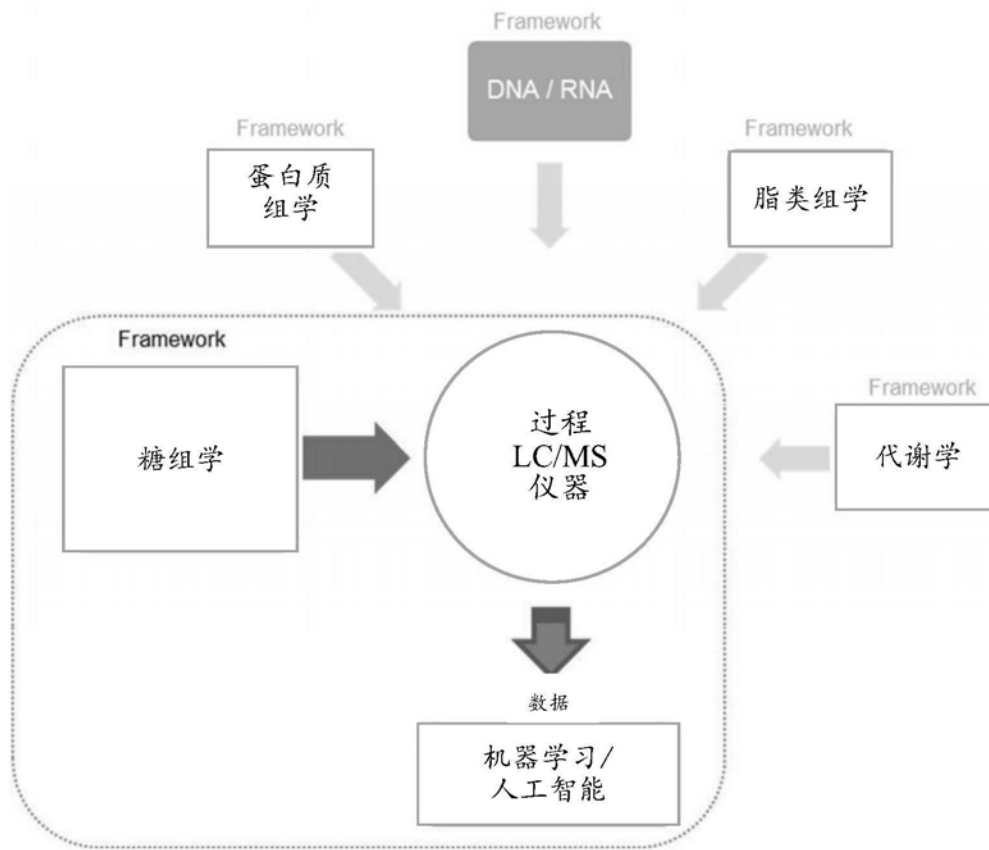 Framework
DNA / RNA
Framework
蛋白质
组学
Framework
脂类组学
Framework
糖组学
过程
LC/MS
仪器
Framework
代谢学
数据
机器学习/
人工智能